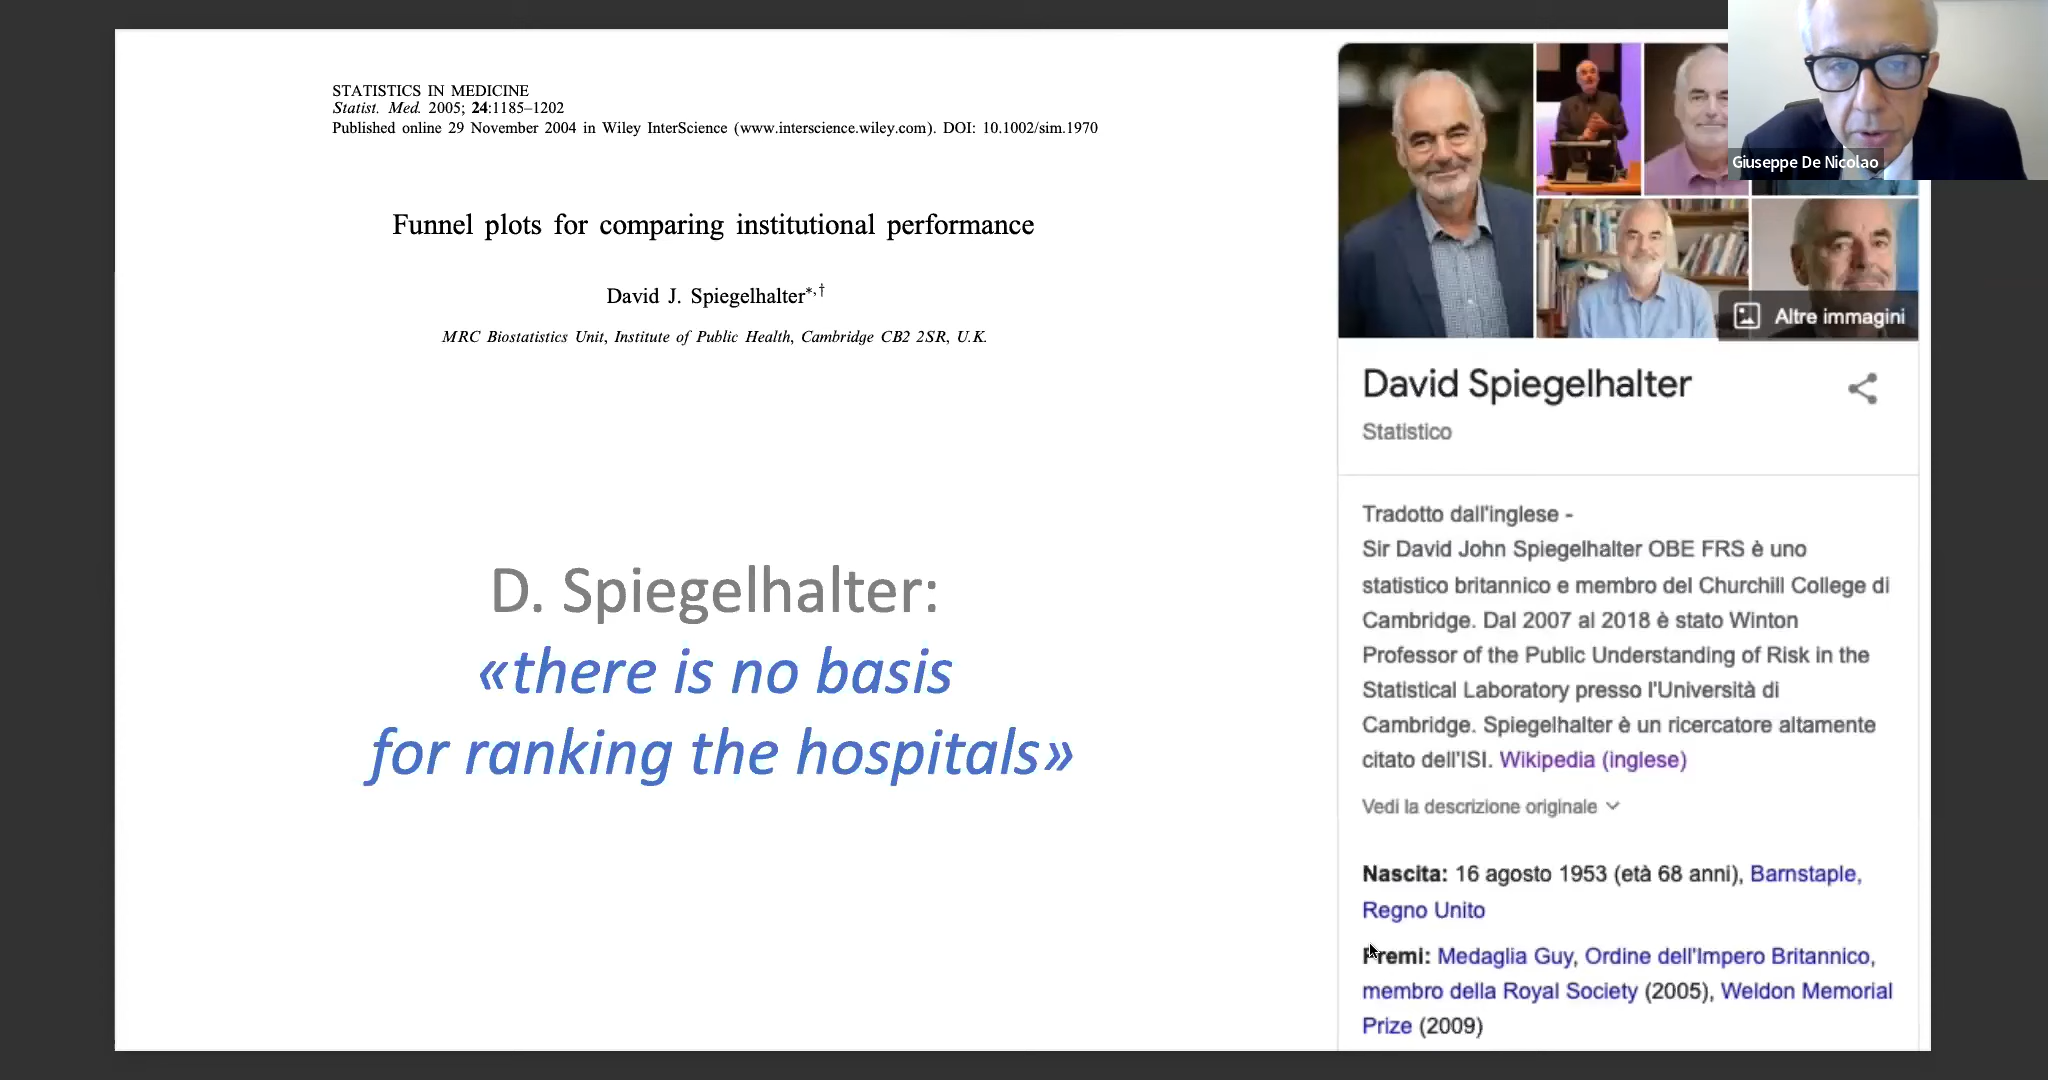 STATISTICS IN MEDICINE
Statist. Med. 2005; 24:1185–1202
Published online 29 November 2004 in Wiley InterScience (www.interscience.wiley.com). DOI: 10.1002/sim.1970
Funnel plots for comparing institutional performance
David J. Spiegelhalter*,†
MRC Biostatistics Unit, Institute of Public Health, Cambridge CB2 2SR, U.K.
D. Spiegelhalter:
«there is no basis
for ranking the hospitals»
Giuseppe De Nicolao
Altre immagini
David Spiegelhalter
Statistico
Tradotto dall'inglese -
Sir David John Spiegelhalter OBE FRS è uno
statistico britannico e membro del Churchill College di
Cambridge. Dal 2007 al 2018 è stato Winton
Professor of the Public Understanding of Risk in the
Statistical Laboratory presso l'Università di
Cambridge. Spiegelhalter è un ricercatore altamente
citato dell'ISI. Wikipedia (inglese)
Vedi la descrizione originale
Nascita: 16 agosto 1953 (età 68 anni), Barnstaple,
Regno Unito
Premi: Medaglia Guy, Ordine dell'Impero Britannico,
membro della Royal Society (2005), Weldon Memorial
Prize (2009)